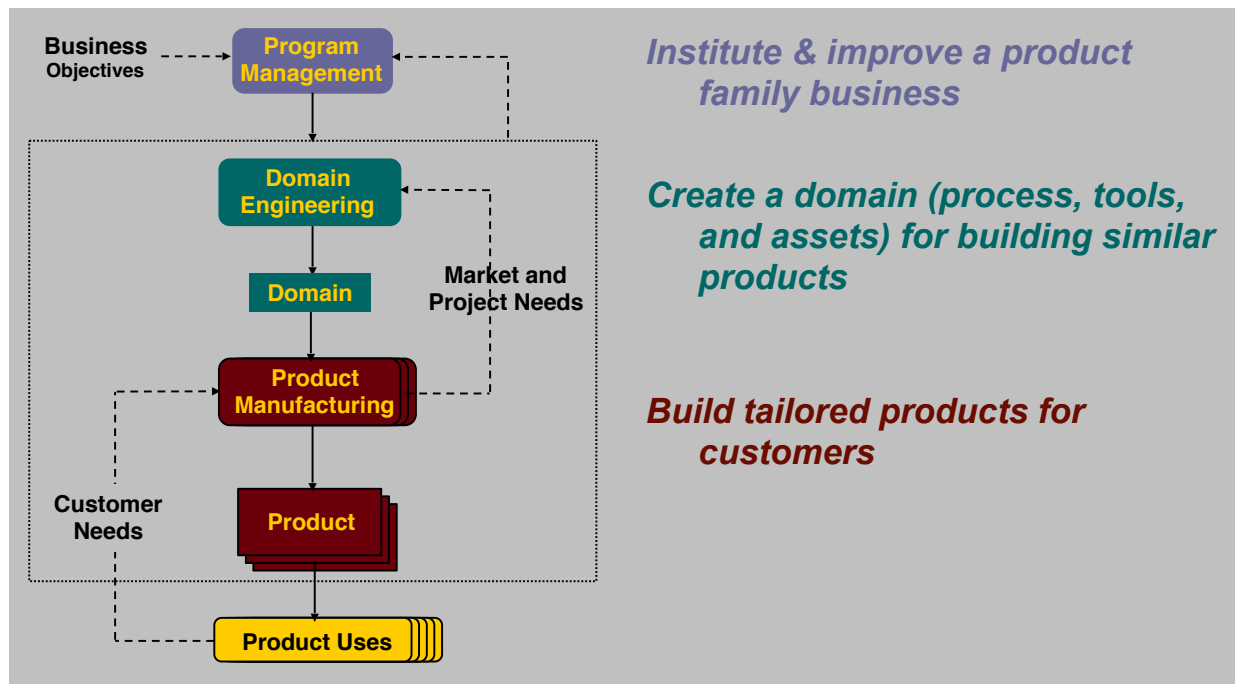 Business
Objectives
Program
Management
Institute & improve a product
family business
Domain
Engineering
Create a domain (process, tools,
and assets) for building similar
products
Domain
Market and
Project Needs
Product
Manufacturing
Build tailored products for
customers
Customer
Needs
Product
Product Uses